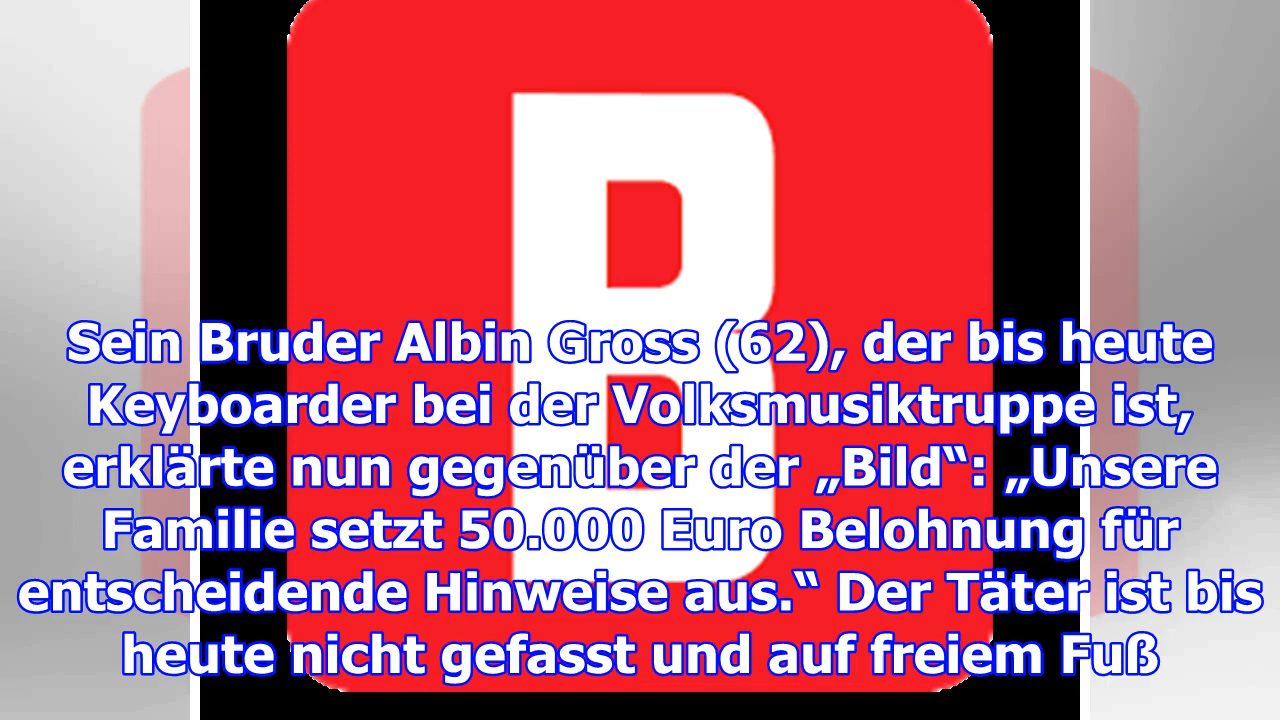 B
Sein Bruder Albin Gross (62), der bis heute
Keyboarder bei der Volksmusiktruppe ist,
erklärte nun gegenüber der „Bild“: „Unsere
Familie setzt 50.000 Euro Belohnung für
entscheidende Hinweise aus.“ Der Täter ist bis
heute nicht gefasst und auf freiem Fuß